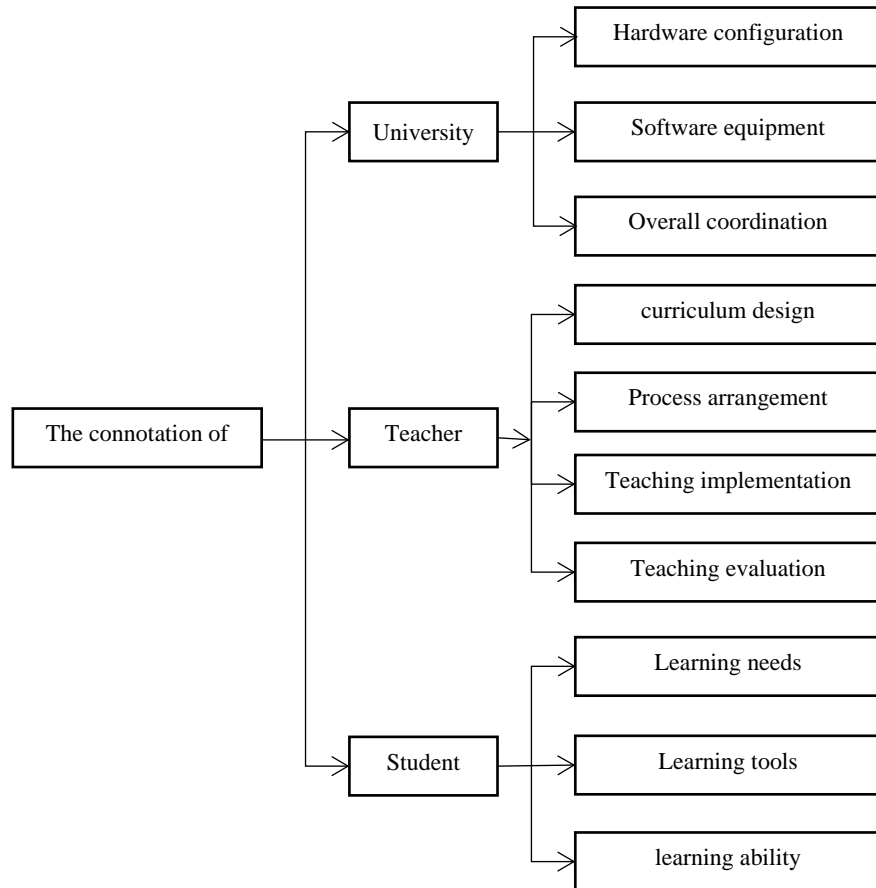 Hardware configuration
University
Software equipment
Overall coordination
curriculum design
Process arrangement
The connotation of
Teacher
Teaching implementation
Teaching evaluation
Learning needs
Student
Learning tools
learning ability